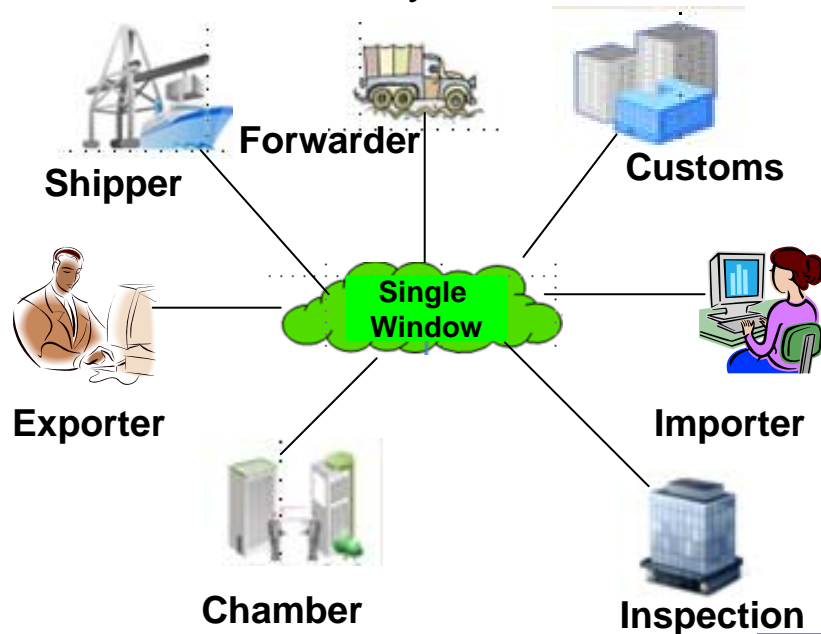 Forwarder
Shipper
Customs
Single
Window
Exporter
Importer
Chamber
Inspection